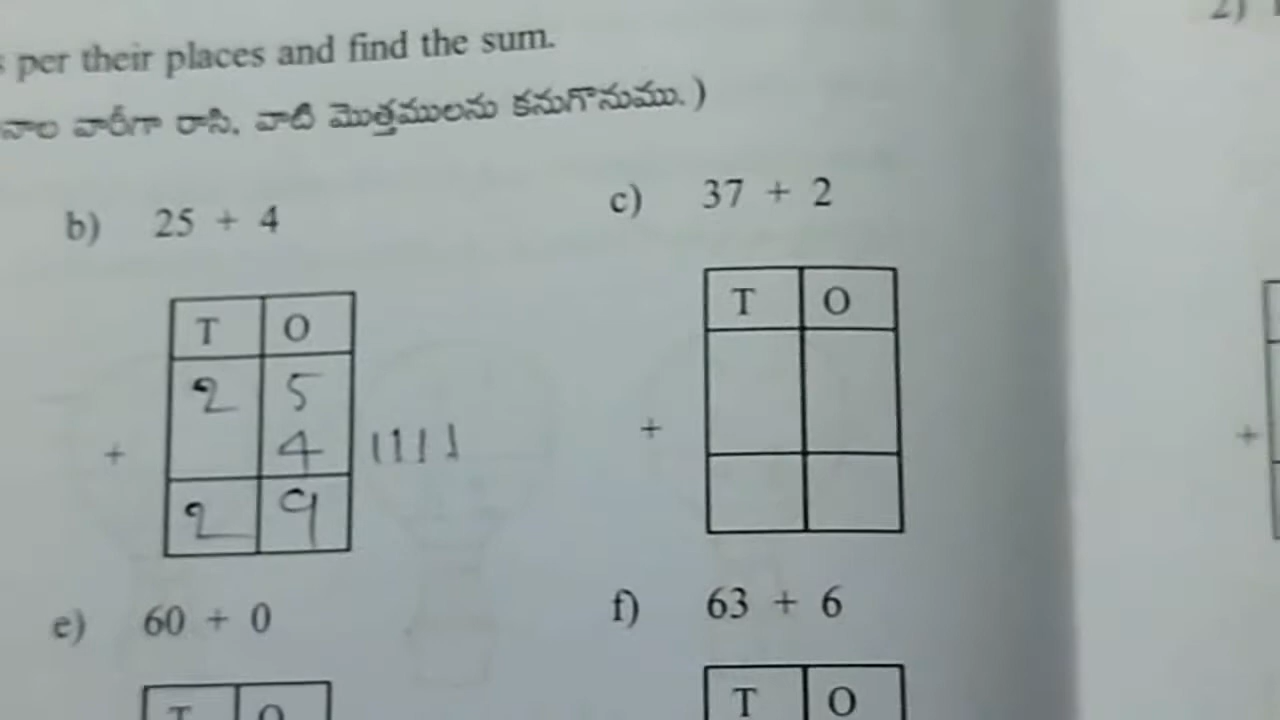 per their places and find the sum.
వారీగా రాసి, వాటి మొత్తములను కనుగొనుము.)
b) 25 + 4
c) 37 + 2
T O
2 5
+ 4 ||||
2 9
T O
+
+
e) 60 + 0
f) 63 + 6
T O
T O